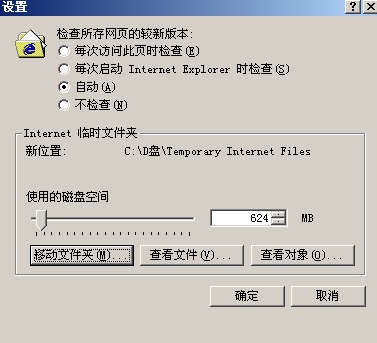 设置
检查所存网页的较新版本:
每次访问此页时检查(E)
每次启动 Internet Explorer 时检查(S)
自动(A)
不检查(N)
Internet 临时文件夹
新位置: C:\D盘\Temporary Internet Files
使用的磁盘空间
624 MB
移动文件夹(M)... 查看文件(V)... 查看对象(O)...
确定 取消